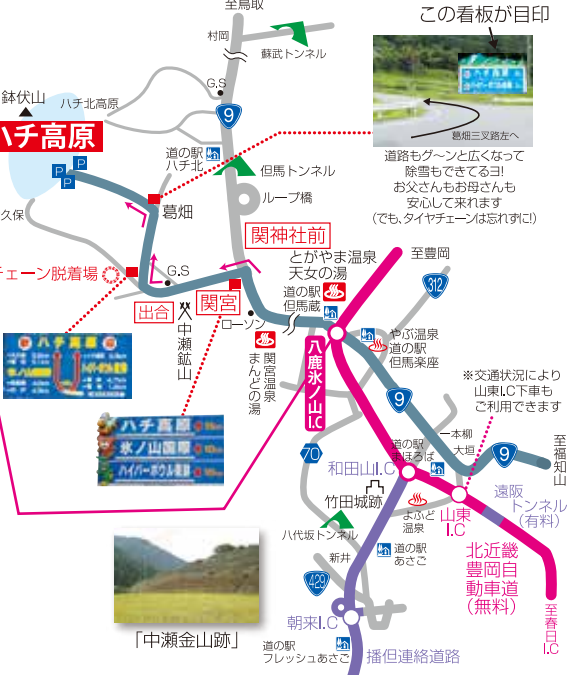 至鳥取
この看板が目印
村岡
蘇武トンネル
鉢伏山
ハチ北高原
G.S
9
ハチ高原
P
P
P
道の駅
ハチ北
但馬トンネル
葛畑三叉路左へ
道路もグ〜ンと広くなって
除雪もできてるヨ!
お父さんもお母さんも
安心して来れます
(でも、タイヤチェーンは忘れずに!)
ループ橋
葛畑
久保
関神社前
とがやま温泉
天女の湯
至豊岡
チェーン脱着場
G.S
関宮
道の駅
但馬蔵
312
出合
中瀬鉱山
ローソン
関宮温泉
まんどの湯
八鹿氷ノ山I.C
やぶ温泉
道の駅
但馬楽座
ハチ高原
※交通状況により
山東I.C下車も
ご利用できます
9
ハチ高原
氷ノ山国際
ハイパーボウル東鉢
70
一本柳
大垣
道の駅
まほろば
至福知山
9
和田山I.C
竹田城跡
よふど
温泉
山東
I.C
遠阪
トンネル
(有料)
八代坂トンネル
新井
道の駅
あさご
北近畿
豊岡自
動車道
(無料)
429
「中瀬金山跡」
朝来I.C
至春日I.C
道の駅
フレッシュあさご
播但連絡道路